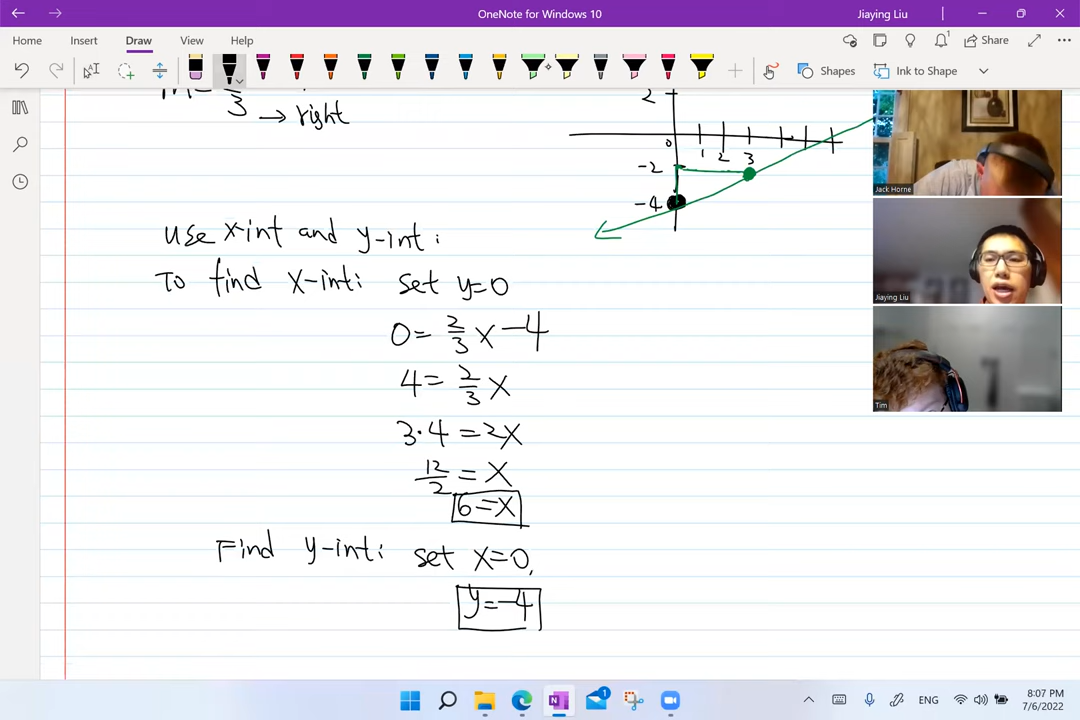 OneNote for Windows 10
Jiaying Liu
Home Insert Draw View Help
Share
Shapes
Ink to Shape
3 → right
2
0 1 2 3
-2
-4
Use x-int and y-int:
To find x-int: set y=0
0 = 2/3 x - 4
4 = 2/3 x
3·4 = 2x
12/2 = x
6 = x
Find y-int: set x=0,
y = -4
Jack Horne
Jiaying Liu
Tim
1
ENG
8:07 PM
7/6/2022